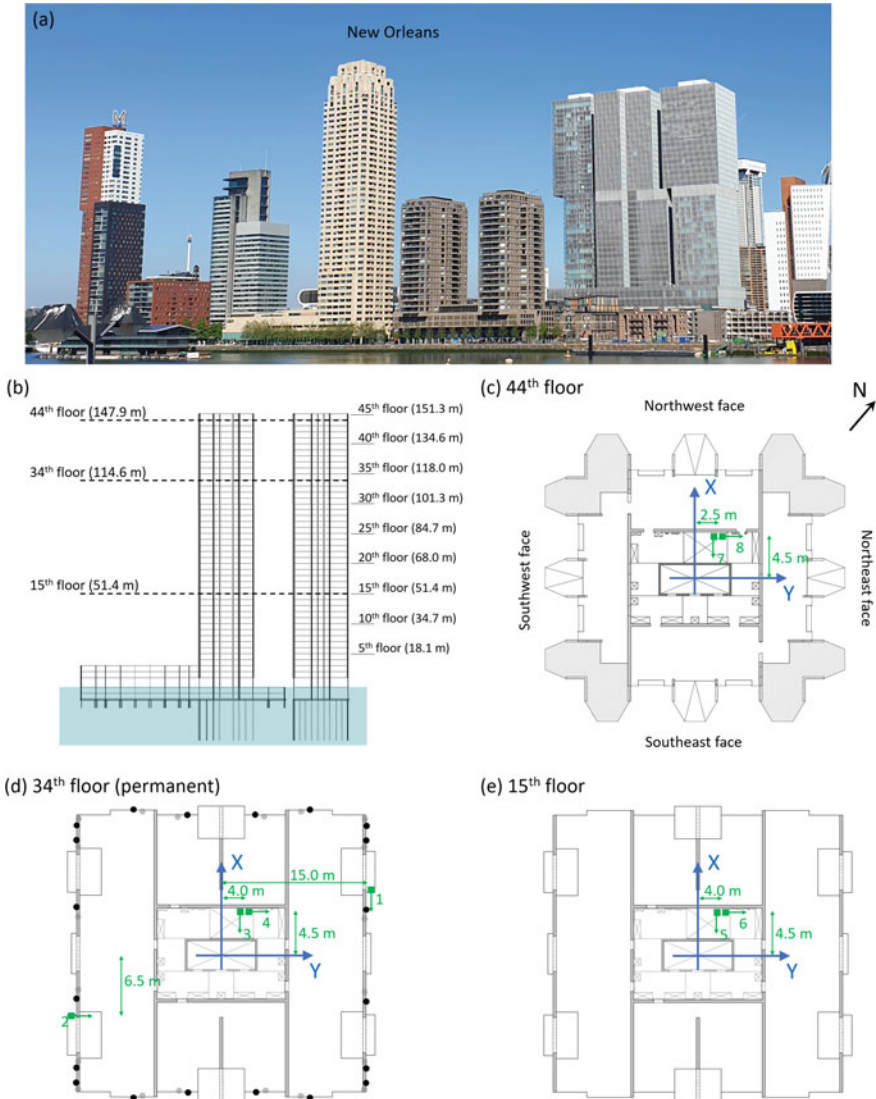 (a)
New Orleans
M
(b)
44th floor (147.9 m)
34th floor (114.6 m)
15th floor (51.4 m)
45th floor (151.3 m)
40th floor (134.6 m)
35th floor (118.0 m)
30th floor (101.3 m)
25th floor (84.7 m)
20th floor (68.0 m)
15th floor (51.4 m)
10th floor (34.7 m)
5th floor (18.1 m)
(c) 44th floor
N
Northwest face
Southwest face
Northeast face
Southeast face
X
2.5 m
8
7
4.5 m
Y
(d) 34th floor (permanent)
X
15.0 m
4.0 m
1
4
3
4.5 m
Y
6.5 m
2
(e) 15th floor
X
4.0 m
6
5
4.5 m
Y